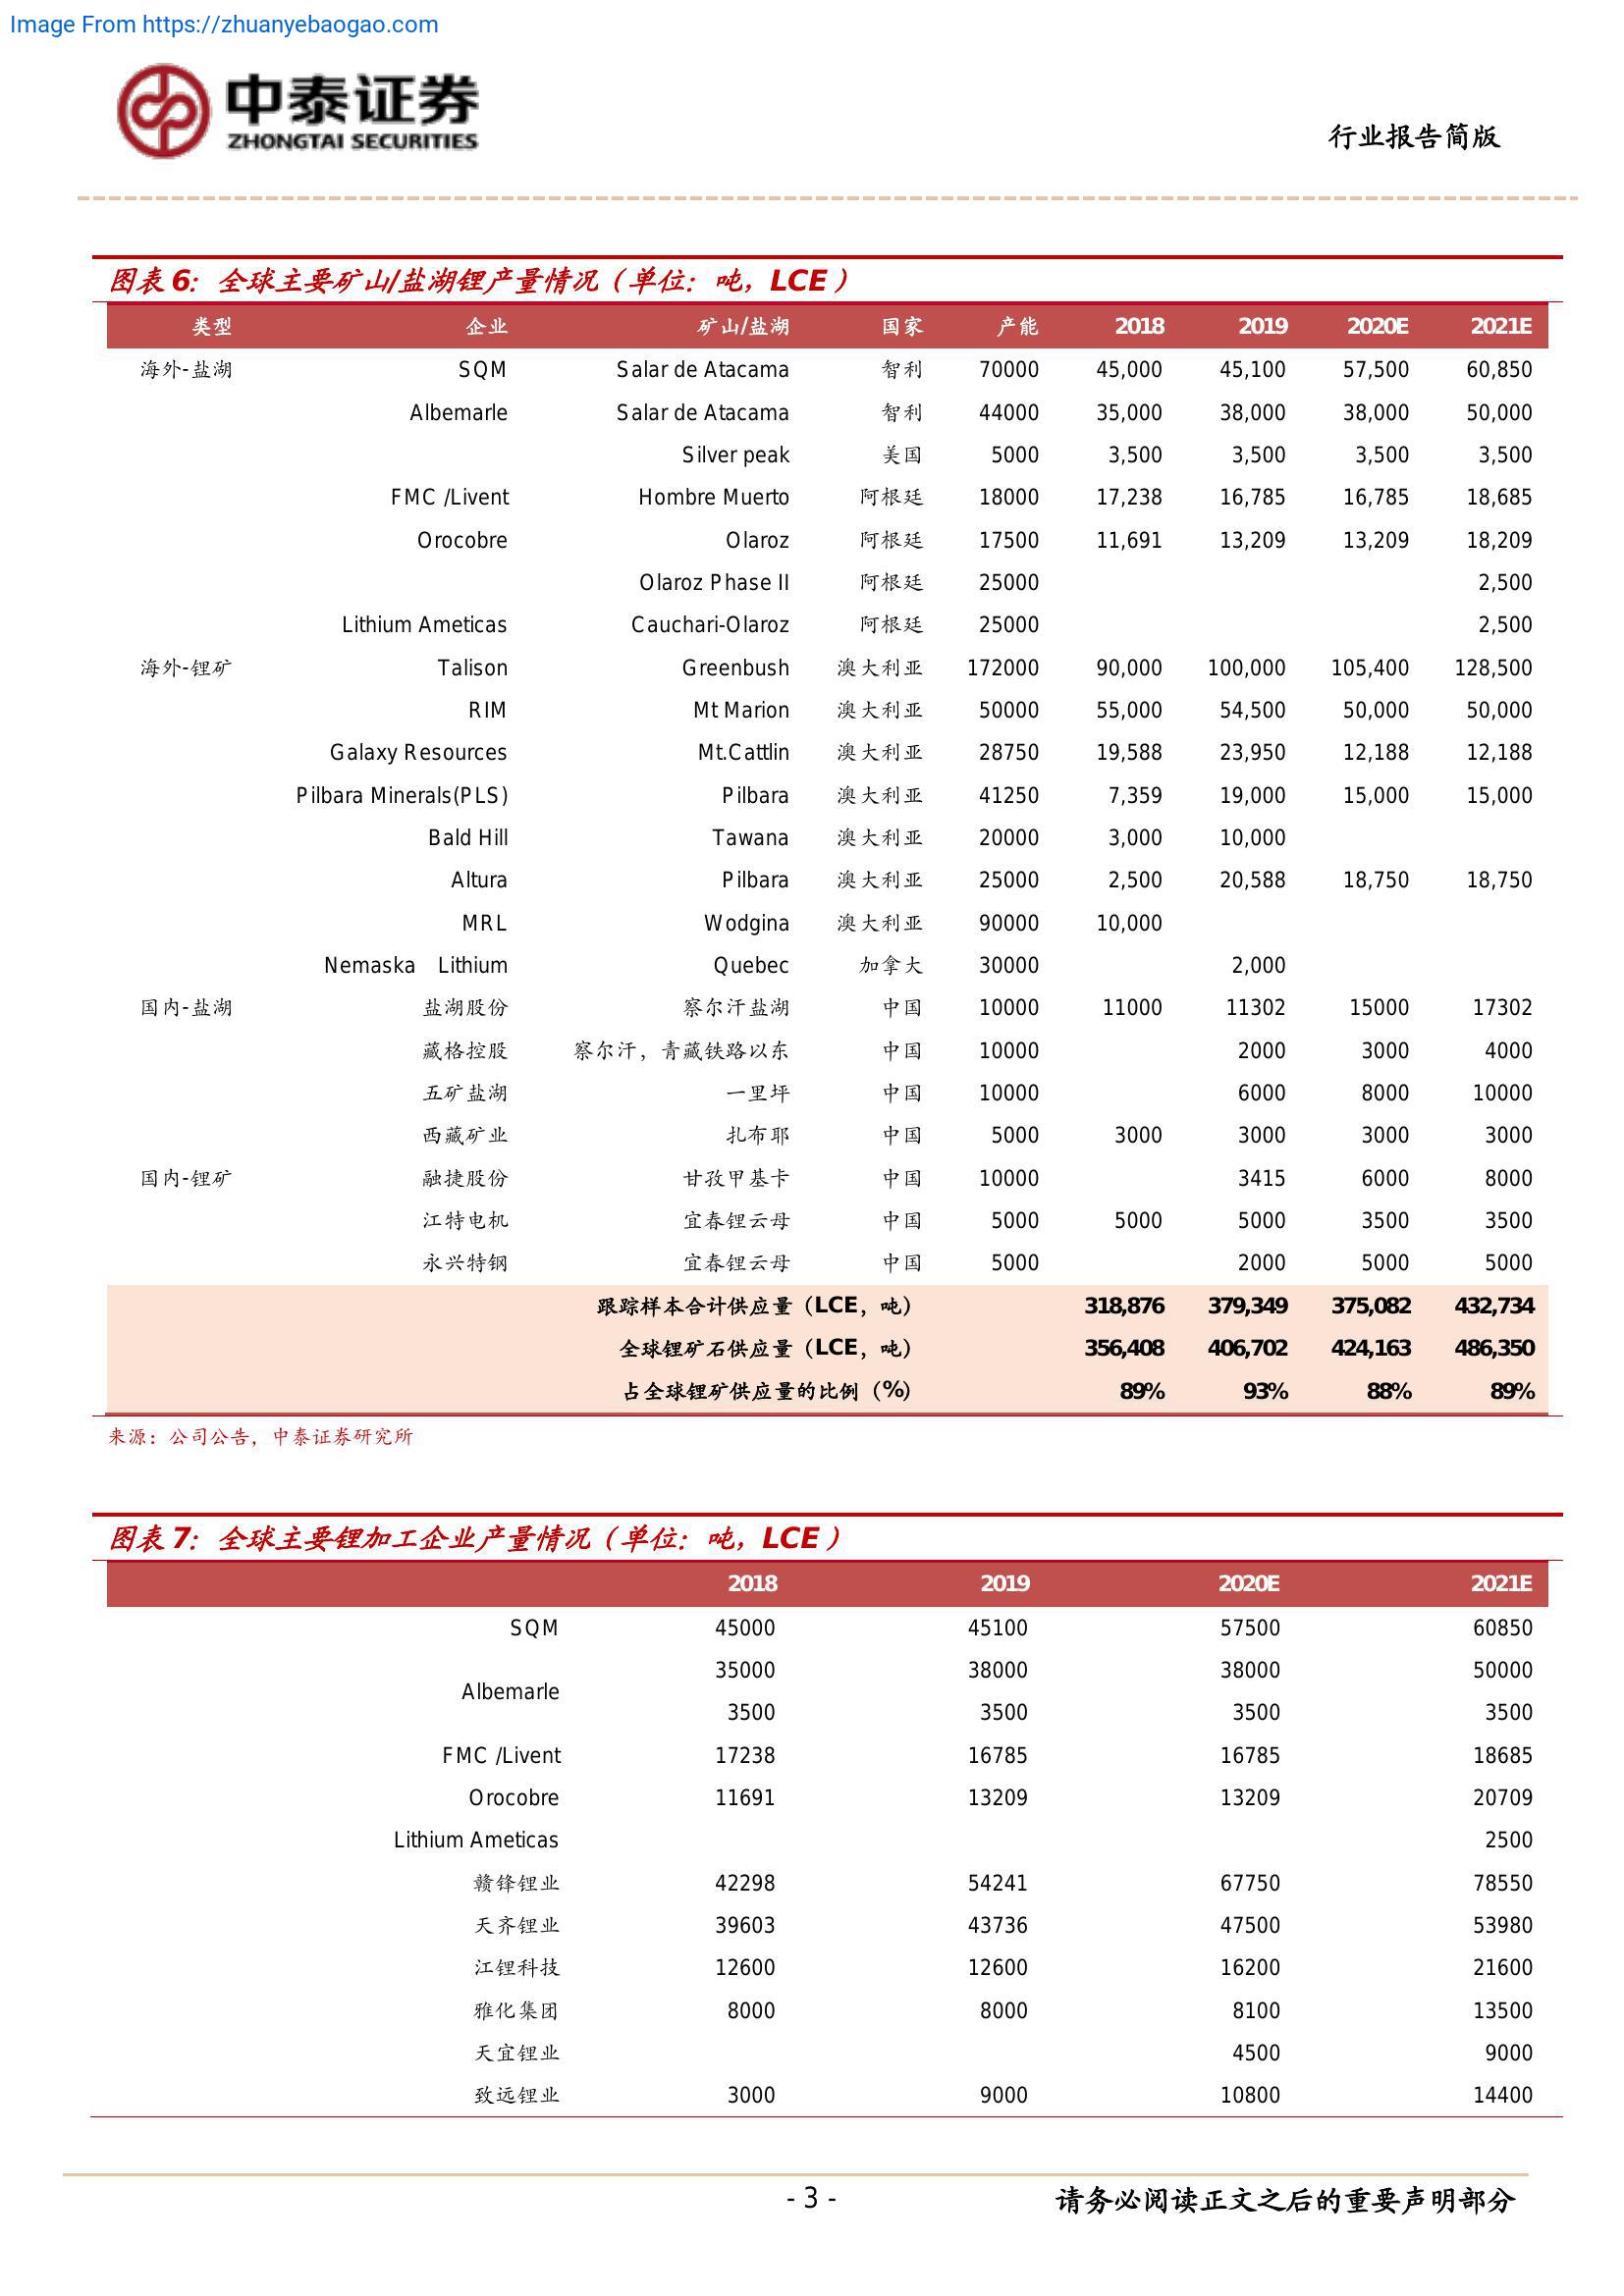 Image From https://zhuanyebaogao.com
中泰证券
ZHONGTAI SECURITIES
行业报告简版
图表 6：全球主要矿山/盐湖锂产量情况（单位：吨，LCE）
类型 企业 矿山/盐湖 国家 产能 2018 2019 2020E 2021E
海外-盐湖 SQM Salar de Atacama 智利 70000 45,000 45,100 57,500 60,850
Albemarle Salar de Atacama 智利 44000 35,000 38,000 38,000 50,000
Silver peak 美国 5000 3,500 3,500 3,500 3,500
FMC /Livent Hombre Muerto 阿根廷 18000 17,238 16,785 16,785 18,685
Orocobre Olaroz 阿根廷 17500 11,691 13,209 13,209 18,209
Olaroz Phase II 阿根廷 25000 2,500
Lithium Ameticas Cauchari-Olaroz 阿根廷 25000 2,500
海外-锂矿 Talison Greenbush 澳大利亚 172000 90,000 100,000 105,400 128,500
RIM Mt Marion 澳大利亚 50000 55,000 54,500 50,000 50,000
Galaxy Resources Mt.Cattlin 澳大利亚 28750 19,588 23,950 12,188 12,188
Pilbara Minerals(PLS) Pilbara 澳大利亚 41250 7,359 19,000 15,000 15,000
Bald Hill Tawana 澳大利亚 20000 3,000 10,000
Altura Pilbara 澳大利亚 25000 2,500 20,588 18,750 18,750
MRL Wodgina 澳大利亚 90000 10,000
Nemaska Lithium Quebec 加拿大 30000 2,000
国内-盐湖 盐湖股份 察尔汗盐湖 中国 10000 11000 11302 15000 17302
藏格控股 察尔汗，青藏铁路以东 中国 10000 2000 3000 4000
五矿盐湖 一里坪 中国 10000 6000 8000 10000
西藏矿业 扎布耶 中国 5000 3000 3000 3000 3000
国内-锂矿 融捷股份 甘孜甲基卡 中国 10000 3415 6000 8000
江特电机 宜春锂云母 中国 5000 5000 5000 3500 3500
永兴特钢 宜春锂云母 中国 5000 2000 5000 5000
跟踪样本合计供应量（LCE，吨） 318,876 379,349 375,082 432,734
全球锂矿石供应量（LCE，吨） 356,408 406,702 424,163 486,350
占全球锂矿供应量的比例（%） 89% 93% 88% 89%
来源：公司公告，中泰证券研究所
图表 7：全球主要锂加工企业产量情况（单位：吨，LCE）
2018 2019 2020E 2021E
SQM 45000 45100 57500 60850
Albemarle 35000 38000 38000 50000
3500 3500 3500 3500
FMC /Livent 17238 16785 16785 18685
Orocobre 11691 13209 13209 20709
Lithium Ameticas 2500
赣锋锂业 42298 54241 67750 78550
天齐锂业 39603 43736 47500 53980
江锂科技 12600 12600 16200 21600
雅化集团 8000 8000 8100 13500
天宜锂业 4500 9000
致远锂业 3000 9000 10800 14400
- 3 -
请务必阅读正文之后的重要声明部分